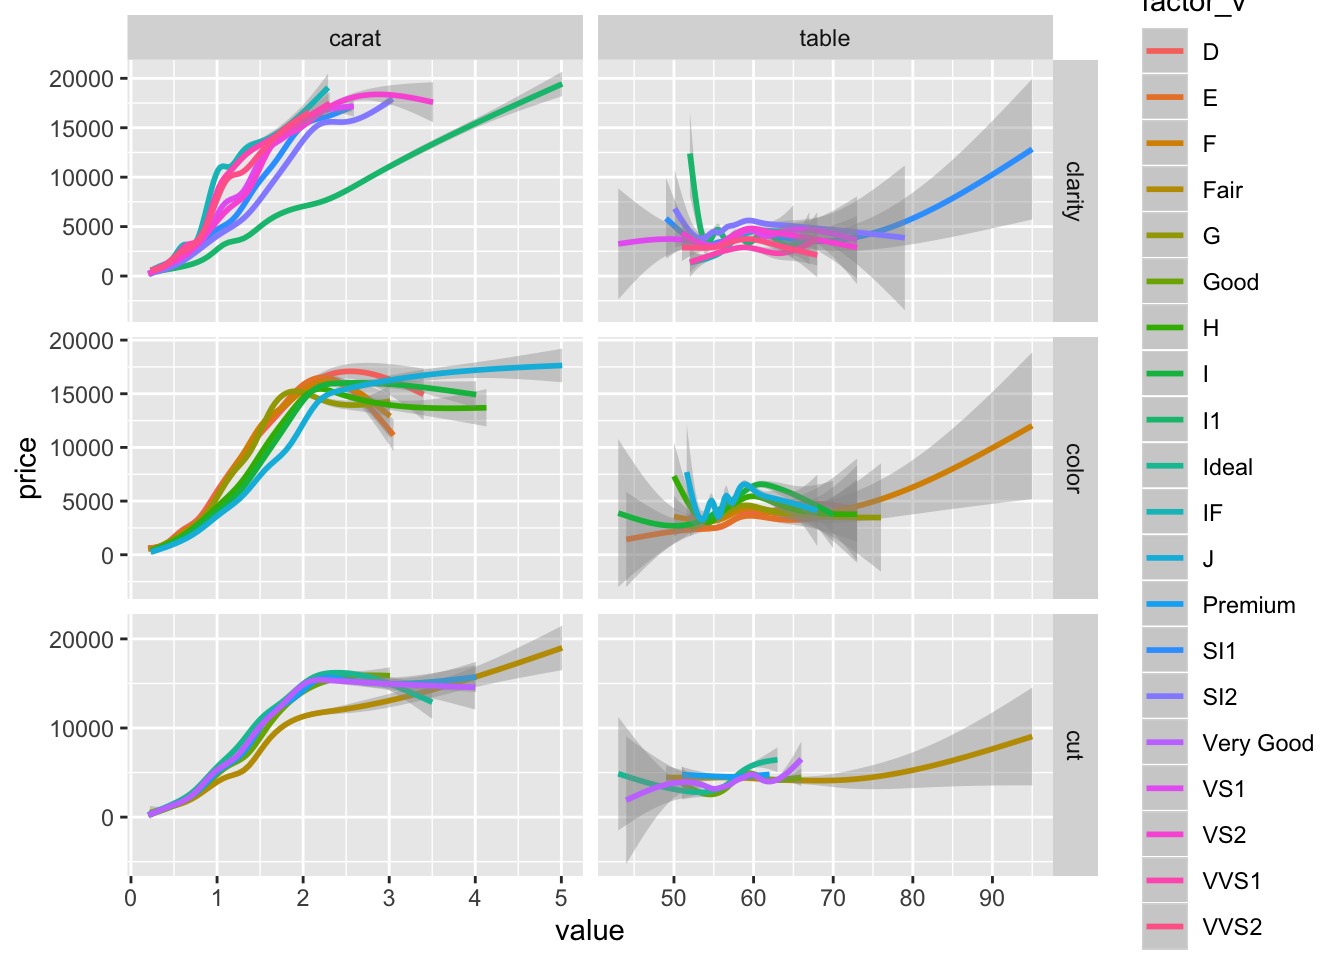 factor_v
carat
table
20000
15000
10000
5000
0
clarity
20000
15000
10000
5000
0
color
20000
10000
0
cut
price
0 1 2 3 4 5
50 60 70 80 90
value
D
E
F
Fair
G
Good
H
I
I1
Ideal
IF
J
Premium
SI1
SI2
Very Good
VS1
VS2
VVS1
VVS2